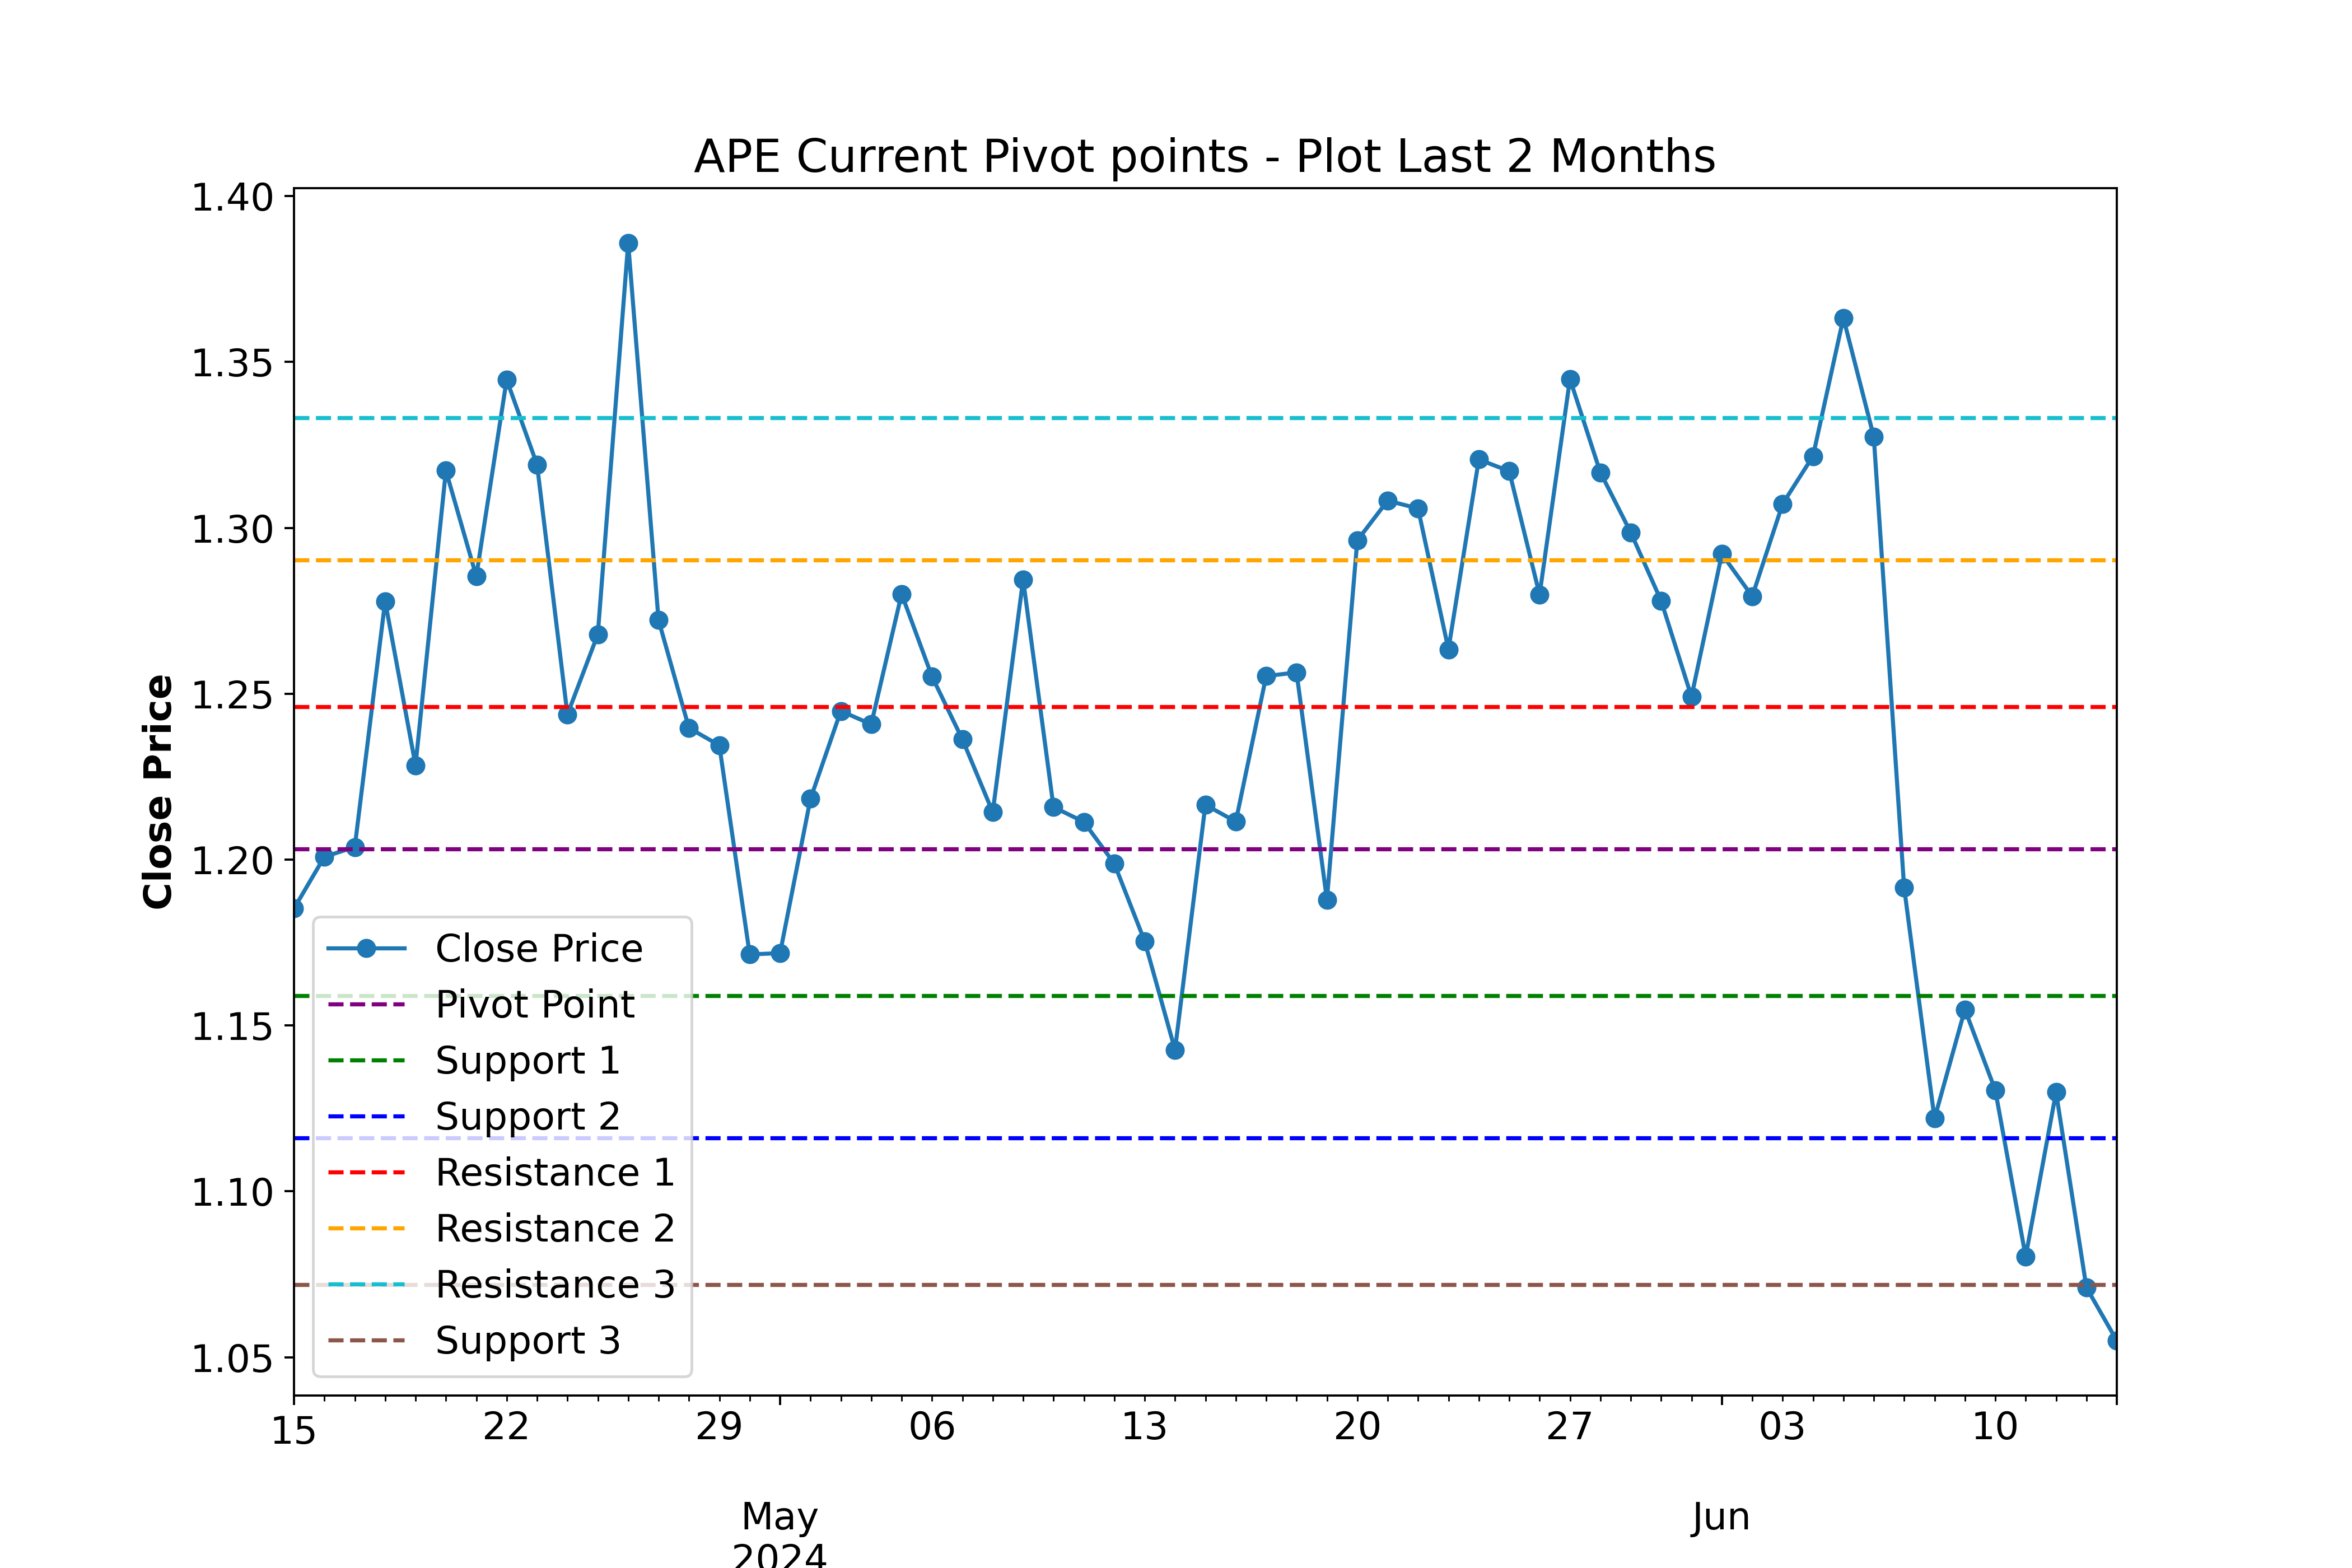 APE Current Pivot points - Plot Last 2 Months
Close Price
1.40
1.35
1.30
1.25
1.20
1.15
1.10
1.05
Close Price
Pivot Point
Support 1
Support 2
Resistance 1
Resistance 2
Resistance 3
Support 3
15 22 29 06 13 20 27 03 10
May Jun
2024